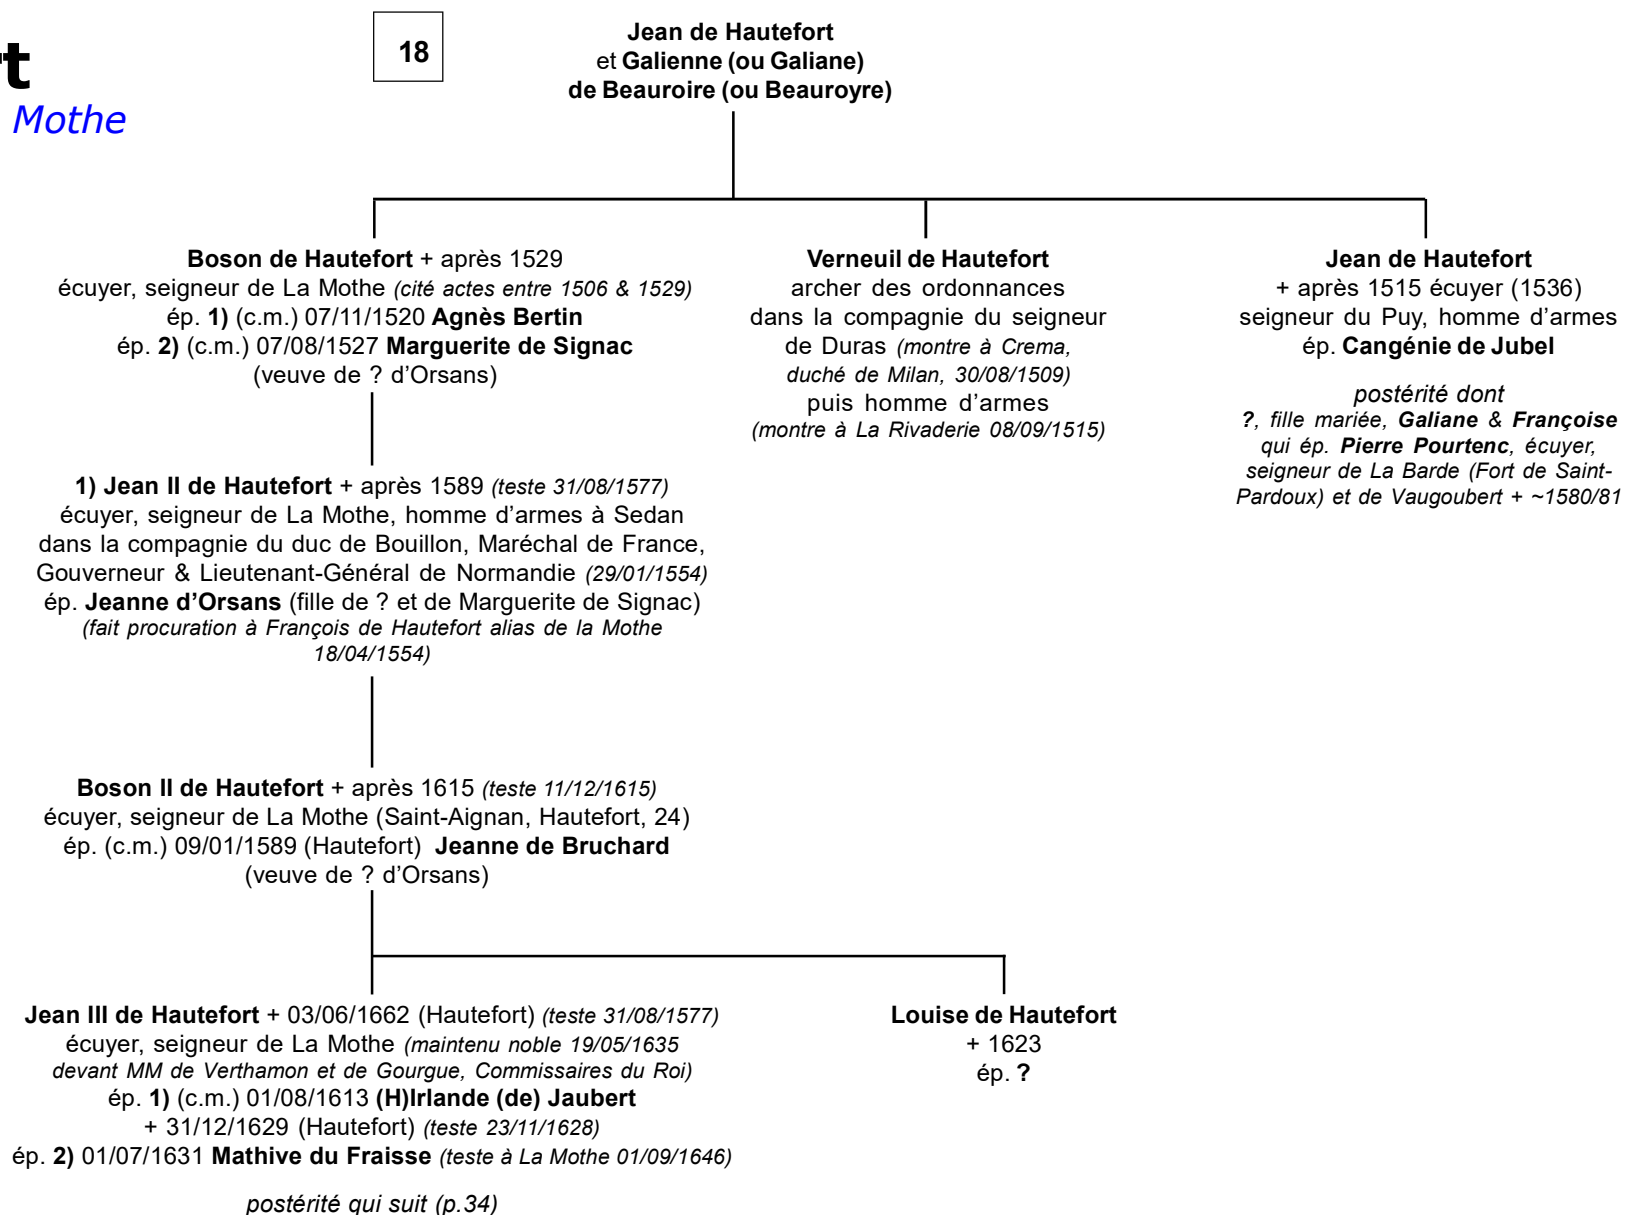 t
Mothe
18
Jean de Hautefort
et Galienne (ou Galiane)
de Beauroire (ou Beauroyre)
Boson de Hautefort + après 1529
écuyer, seigneur de La Mothe (cité actes entre 1506 & 1529)
ép. 1) (c.m.) 07/11/1520 Agnès Bertin
ép. 2) (c.m.) 07/08/1527 Marguerite de Signac
(veuve de ? d'Orsans)
Verneuil de Hautefort
archer des ordonnances
dans la compagnie du seigneur
de Duras (montre à Crema,
duché de Milan, 30/08/1509)
puis homme d'armes
(montre à La Rivaderie 08/09/1515)
Jean de Hautefort
+ après 1515 écuyer (1536)
seigneur du Puy, homme d'armes
ép. Cangénie de Jubel
postérité dont
?, fille mariée, Galiane & Françoise
qui ép. Pierre Pourtenc, écuyer,
seigneur de La Barde (Fort de Saint-
Pardoux) et de Vaugoubert + ~1580/81
1) Jean II de Hautefort + après 1589 (teste 31/08/1577)
écuyer, seigneur de La Mothe, homme d'armes à Sedan
dans la compagnie du duc de Bouillon, Maréchal de France,
Gouverneur & Lieutenant-Général de Normandie (29/01/1554)
ép. Jeanne d'Orsans (fille de ? et de Marguerite de Signac)
(fait procuration à François de Hautefort alias de la Mothe
18/04/1554)
Boson II de Hautefort + après 1615 (teste 11/12/1615)
écuyer, seigneur de La Mothe (Saint-Aignan, Hautefort, 24)
ép. (c.m.) 09/01/1589 (Hautefort) Jeanne de Bruchard
(veuve de ? d'Orsans)
Jean III de Hautefort + 03/06/1662 (Hautefort) (teste 31/08/1577)
écuyer, seigneur de La Mothe (maintenu noble 19/05/1635
devant MM de Verthamon et de Gourgue, Commissaires du Roi)
ép. 1) (c.m.) 01/08/1613 (H)Irlande (de) Jaubert
+ 31/12/1629 (Hautefort) (teste 23/11/1628)
ép. 2) 01/07/1631 Mathive du Fraisse (teste à La Mothe 01/09/1646)
postérité qui suit (p.34)
Louise de Hautefort
+ 1623
ép. ?